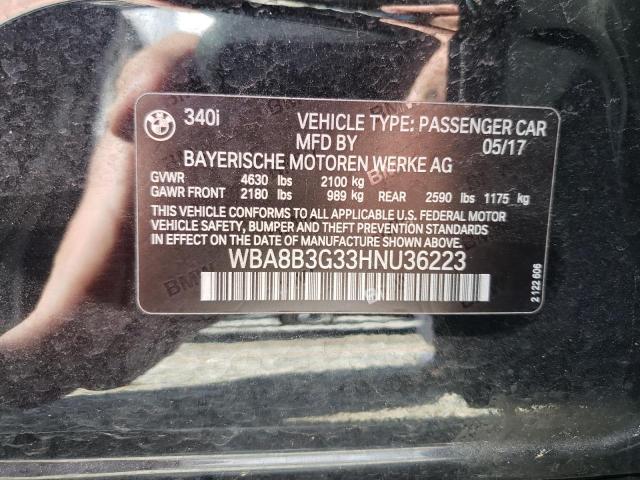 340i VEHICLE TYPE: PASSENGER CAR
MFD BY 05/17
BAYERISCHE MOTOREN WERKE AG
GVWR 4630 lbs 2100 kg
GAWR FRONT 2180 lbs 989 kg REAR 2590 lbs 1175 kg
THIS VEHICLE CONFORMS TO ALL APPLICABLE U.S. FEDERAL MOTOR
VEHICLE SAFETY, BUMPER AND THEFT PREVENTION STANDARDS
IN EFFECT ON THE DATE OF MANUFACTURE SHOWN ABOVE.
WBA8B3G33HNU36223
2 122 606